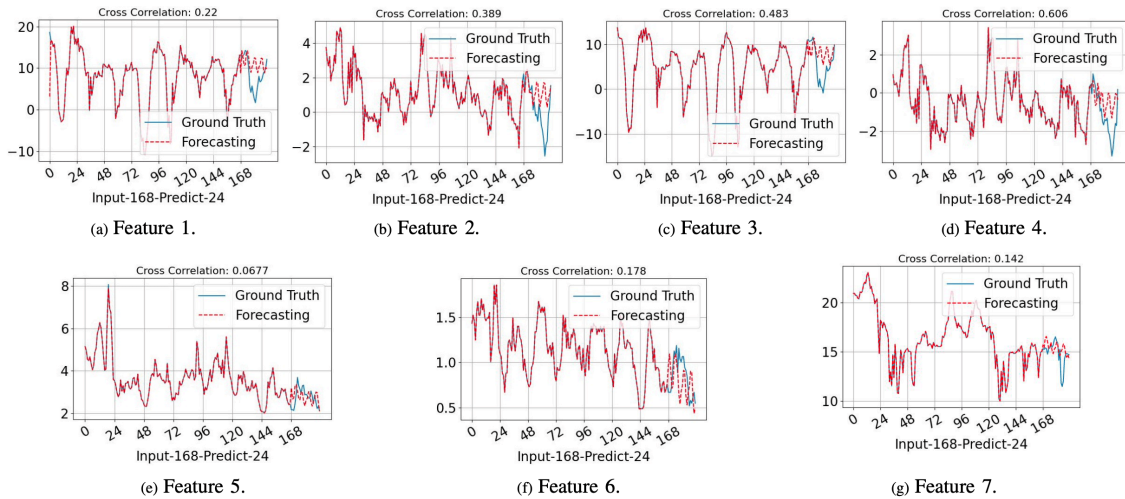 Cross Correlation: 0.22
20
10
0
−10
Ground Truth
Forecasting
0
24
48
72
96
120
144
168
Input-168-Predict-24
(a) Feature 1.
Cross Correlation: 0.389
4
2
0
−2
Ground Truth
Forecasting
0
24
48
72
96
120
144
168
Input-168-Predict-24
(b) Feature 2.
Cross Correlation: 0.483
10
0
−10
Ground Truth
Forecasting
0
24
48
72
96
120
144
168
Input-168-Predict-24
(c) Feature 3.
Cross Correlation: 0.606
2
0
−2
Ground Truth
Forecasting
0
24
48
72
96
120
144
168
Input-168-Predict-24
(d) Feature 4.
Cross Correlation: 0.0677
8
6
4
2
Ground Truth
Forecasting
0
24
48
72
96
120
144
168
Input-168-Predict-24
(e) Feature 5.
Cross Correlation: 0.178
1.5
1.0
0.5
Ground Truth
Forecasting
0
24
48
72
96
120
144
168
Input-168-Predict-24
(f) Feature 6.
Cross Correlation: 0.142
20
15
10
Ground Truth
Forecasting
0
24
48
72
96
120
144
168
Input-168-Predict-24
(g) Feature 7.